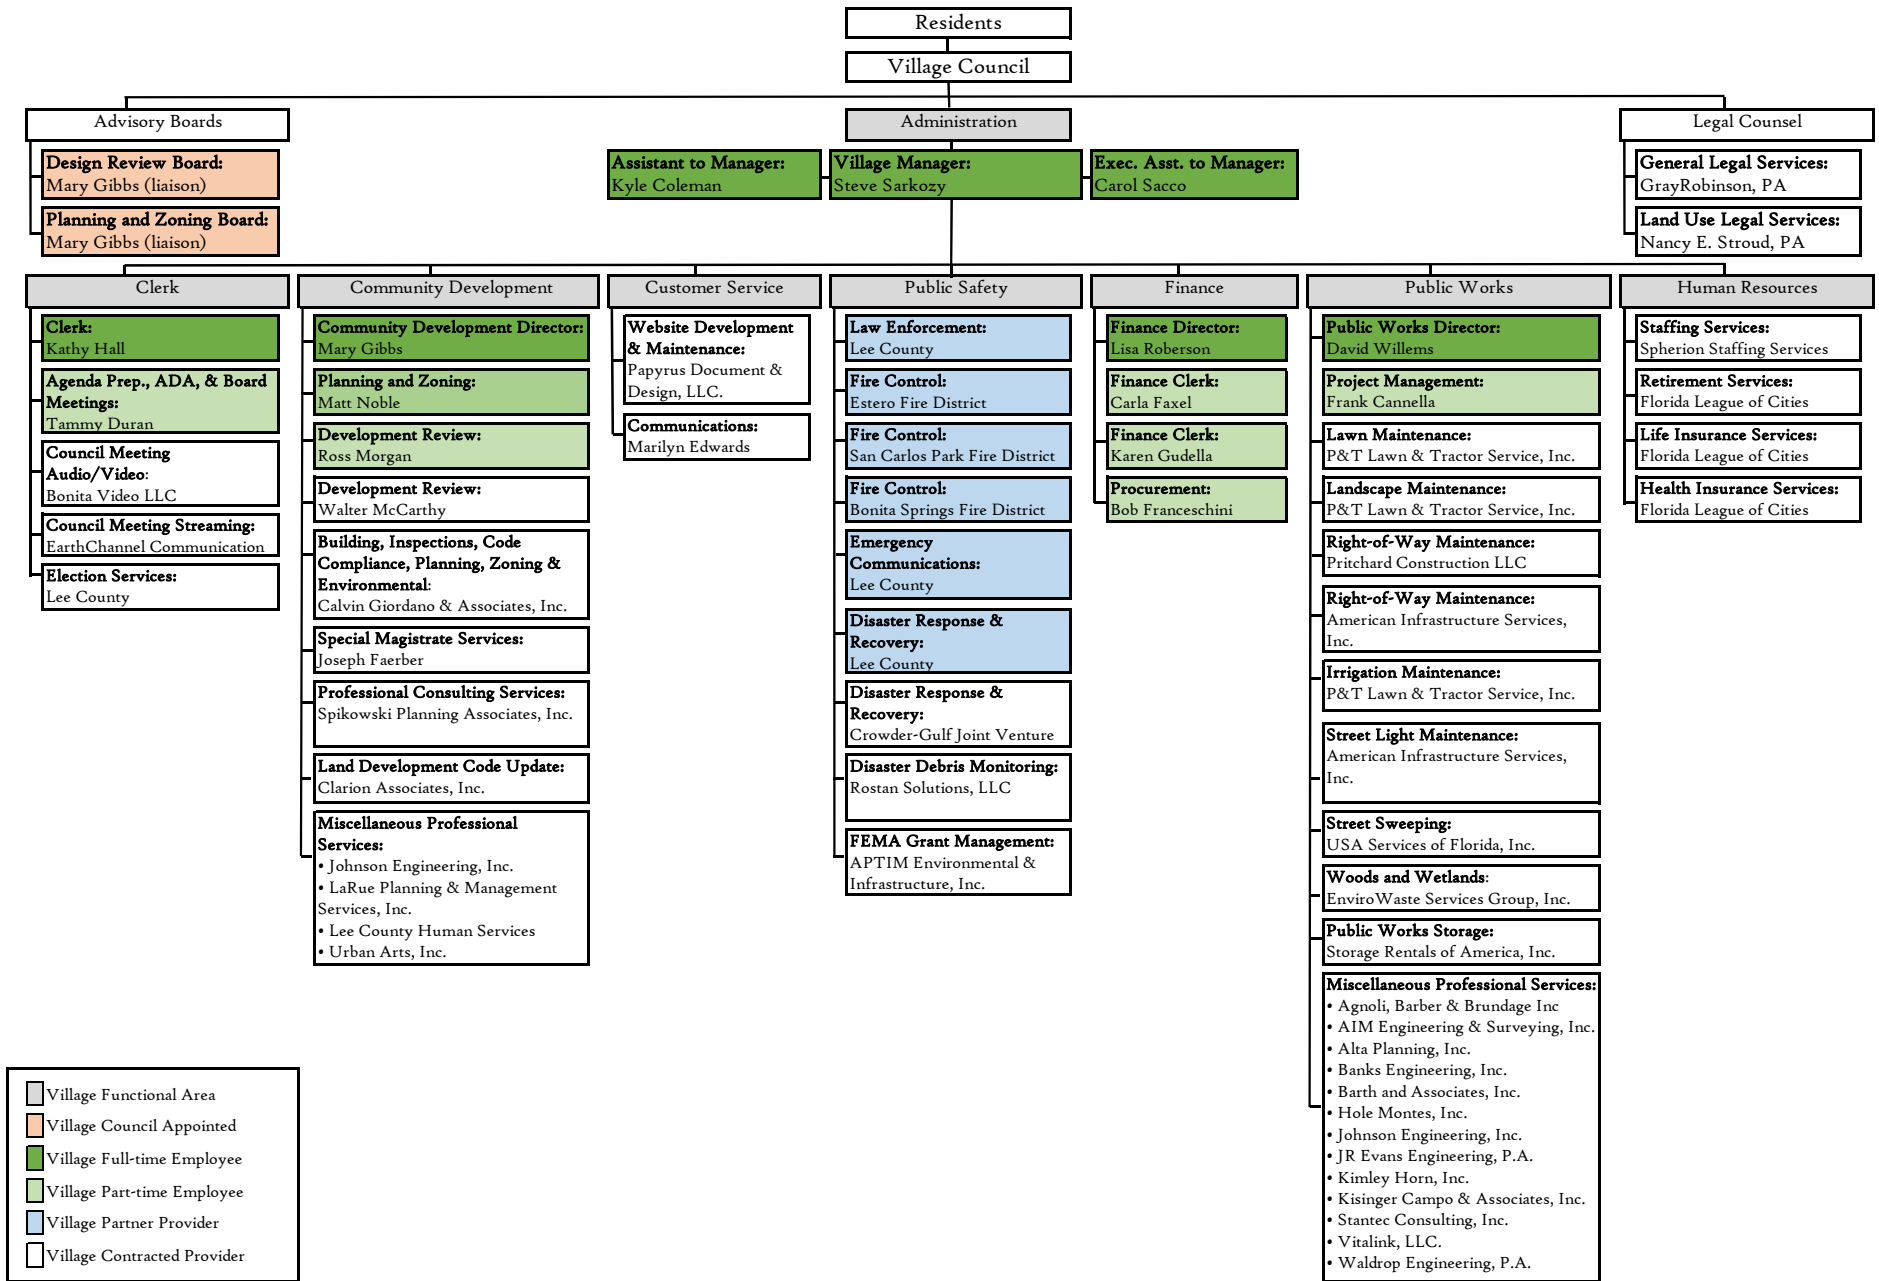 Residents
Village Council
Advisory Boards
Design Review Board:
Mary Gibbs (liaison)
Planning and Zoning Board:
Mary Gibbs (liaison)
Administration
Assistant to Manager:
Kyle Coleman
Village Manager:
Steve Sarkozy
Exec. Asst. to Manager:
Carol Sacco
Legal Counsel
General Legal Services:
GrayRobinson, PA
Land Use Legal Services:
Nancy E. Stroud, PA
Clerk
Clerk:
Kathy Hall
Agenda Prep., ADA, & Board
Meetings:
Tammy Duran
Council Meeting
Audio/Video:
Bonita Video LLC
Council Meeting Streaming:
EarthChannel Communication
Election Services:
Lee County
Community Development
Community Development Director:
Mary Gibbs
Planning and Zoning:
Matt Noble
Development Review:
Ross Morgan
Development Review:
Walter McCarthy
Building, Inspections, Code
Compliance, Planning, Zoning &
Environmental:
Calvin Giordano & Associates, Inc.
Special Magistrate Services:
Joseph Faerber
Professional Consulting Services:
Spikowski Planning Associates, Inc.
Land Development Code Update:
Clarion Associates, Inc.
Miscellaneous Professional
Services:
• Johnson Engineering, Inc.
• LaRue Planning & Management
Services, Inc.
• Lee County Human Services
• Urban Arts, Inc.
Customer Service
Website Development
& Maintenance:
Papyrus Document &
Design, LLC.
Communications:
Marilyn Edwards
Public Safety
Law Enforcement:
Lee County
Fire Control:
Estero Fire District
Fire Control:
San Carlos Park Fire District
Fire Control:
Bonita Springs Fire District
Emergency
Communications:
Lee County
Disaster Response &
Recovery:
Lee County
Disaster Response &
Recovery:
Crowder-Gulf Joint Venture
Disaster Debris Monitoring:
Rostan Solutions, LLC
FEMA Grant Management:
APTIM Environmental &
Infrastructure, Inc.
Finance
Finance Director:
Lisa Roberson
Finance Clerk:
Carla Faxel
Finance Clerk:
Karen Gudella
Procurement:
Bob Franceschini
Public Works
Public Works Director:
David Willems
Project Management:
Frank Cannella
Lawn Maintenance:
P&T Lawn & Tractor Service, Inc.
Landscape Maintenance:
P&T Lawn & Tractor Service, Inc.
Right-of-Way Maintenance:
Pritchard Construction LLC
Right-of-Way Maintenance:
American Infrastructure Services,
Inc.
Irrigation Maintenance:
P&T Lawn & Tractor Service, Inc.
Street Light Maintenance:
American Infrastructure Services,
Inc.
Street Sweeping:
USA Services of Florida, Inc.
Woods and Wetlands:
EnviroWaste Services Group, Inc.
Public Works Storage:
Storage Rentals of America, Inc.
Miscellaneous Professional Services:
• Agnoli, Barber & Brundage Inc
• AIM Engineering & Surveying, Inc.
• Alta Planning, Inc.
• Banks Engineering, Inc.
• Barth and Associates, Inc.
• Hole Montes, Inc.
• Johnson Engineering, Inc.
• JR Evans Engineering, P.A.
• Kimley Horn, Inc.
• Kisinger Campo & Associates, Inc.
• Stantec Consulting, Inc.
• Vitalink, LLC.
• Waldrop Engineering, P.A.
Human Resources
Staffing Services:
Spherion Staffing Services
Retirement Services:
Florida League of Cities
Life Insurance Services:
Florida League of Cities
Health Insurance Services:
Florida League of Cities
Village Functional Area
Village Council Appointed
Village Full-time Employee
Village Part-time Employee
Village Partner Provider
Village Contracted Provider